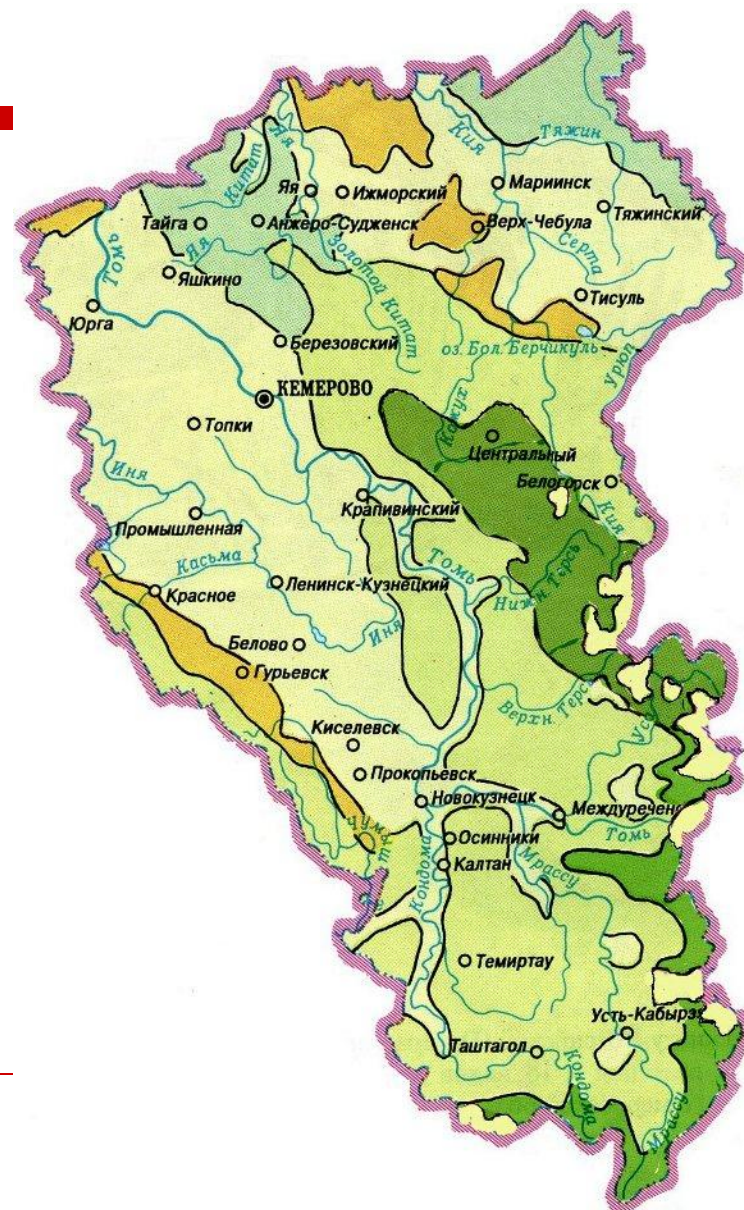 Кия
Тяжин
Яя
Китат
Яя
Ижморский
Мариинск
Тяжинский
Тайга
Анжеро-Судженск
Верх-Чебула
Томь
Яя
Золотой Китат
Серта
Яшкино
Тисуль
Юрга
Березовский
оз. Бол. Берчикуль
Урюп
КЕМЕРОВО
Кожух
Топки
Центральный
Иня
Белогорск
Крапивинский
Кия
Промышленная
Томь
Касьма
Нижн. Терсь
Красное
Ленинск-Кузнецкий
Иня
Белово
Гурьевск
Верхн. Терсь
Уса
Киселевск
Прокопьевск
Новокузнецк
Междуречен
Чумыш
Осинники
Томь
Мрассу
Калтан
Кондома
Темиртау
Усть-Кабырза
Таштагол
Кондома
Мрассу